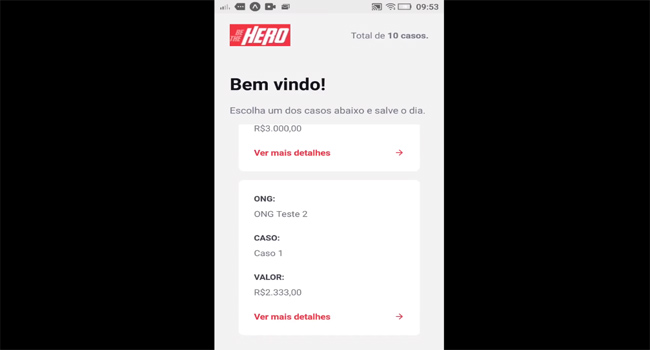 09:53
BE THE HERO
Total de 10 casos.
Bem vindo!
Escolha um dos casos abaixo e salve o dia.
R$3.000,00
Ver mais detalhes
ONG:
ONG Teste 2
CASO:
Caso 1
VALOR:
R$2.333,00
Ver mais detalhes